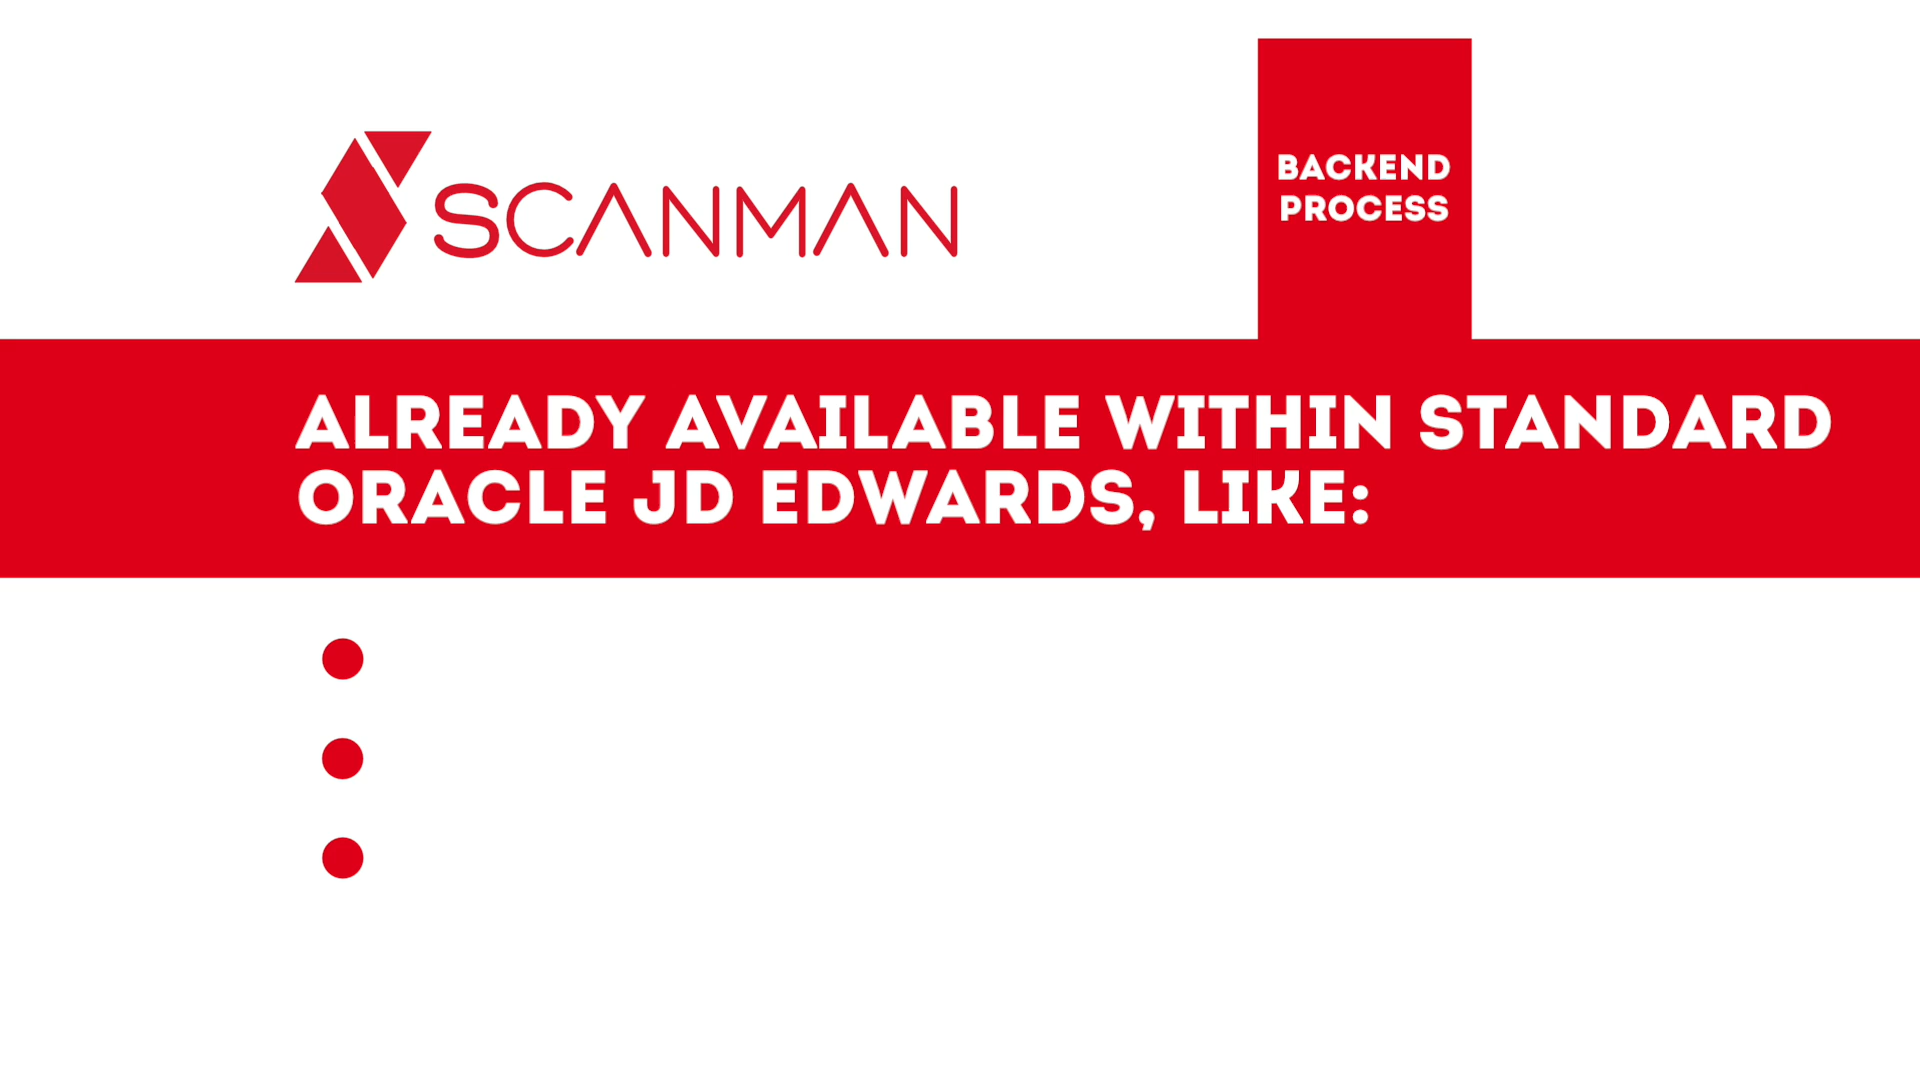 SCANMAN
BACKEND
PROCESS
ALREADY AVAILABLE WITHIN STANDARD
ORACLE JD EDWARDS, LIKE: